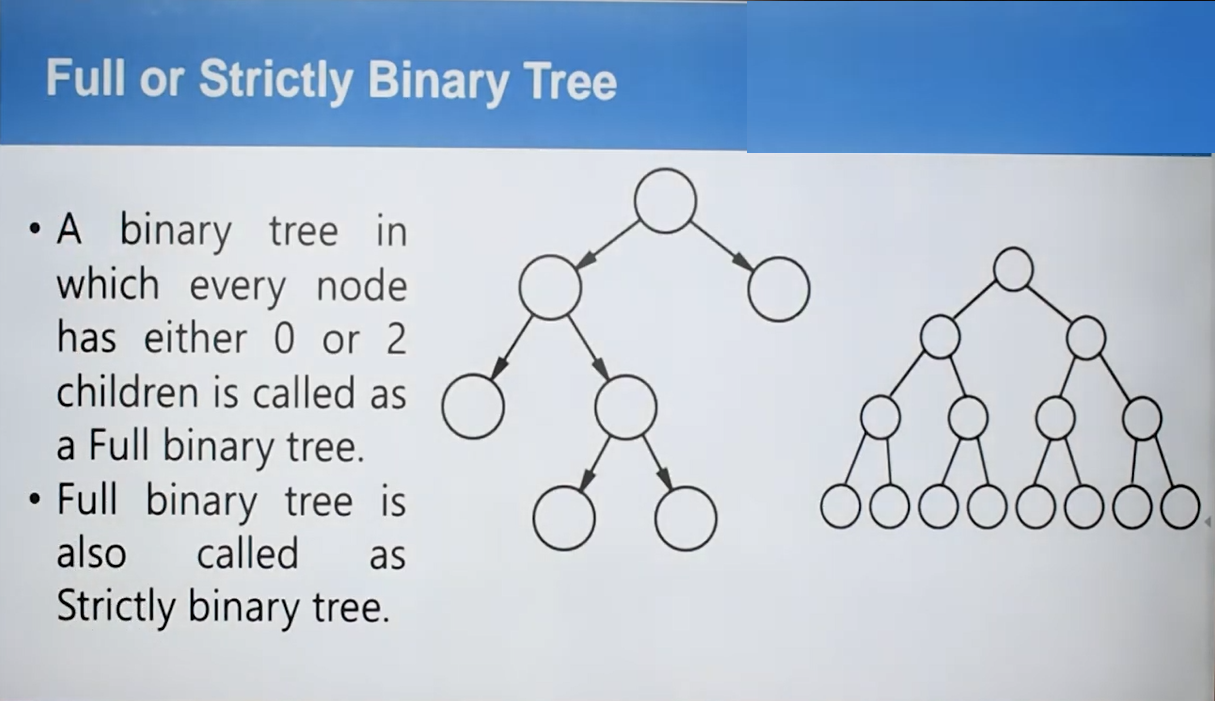 Full or Strictly Binary Tree
• A binary tree in
which every node
has either 0 or 2
children is called as
a Full binary tree.
• Full binary tree is
also called as
Strictly binary tree.